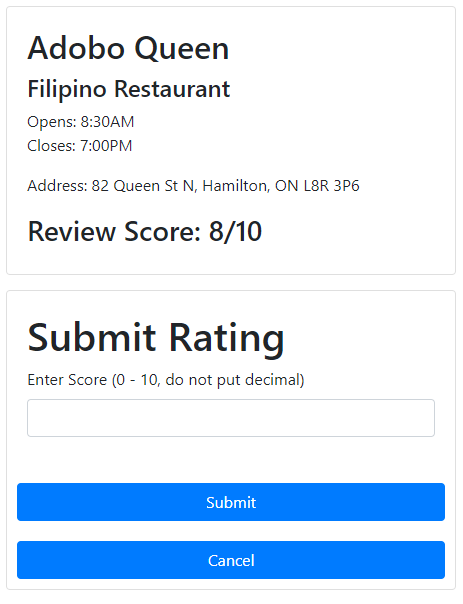 Adobo Queen
Filipino Restaurant
Opens: 8:30AM
Closes: 7:00PM
Address: 82 Queen St N, Hamilton, ON L8R 3P6
Review Score: 8/10
Submit Rating
Enter Score (0 - 10, do not put decimal)
Submit
Cancel